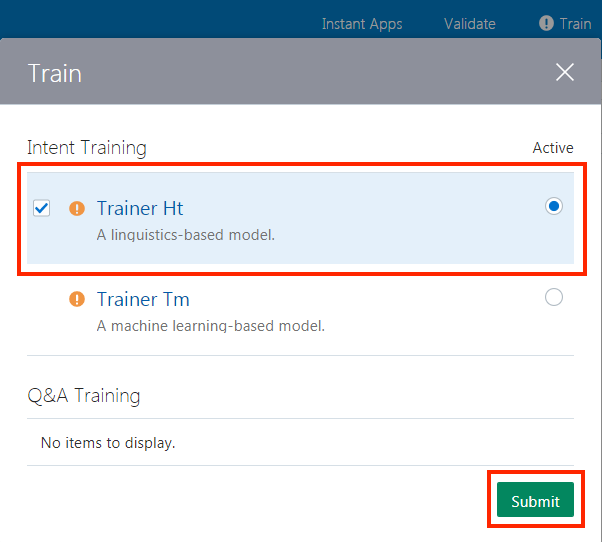 Instant Apps Validate Train
Train
Intent Training Active
Trainer Ht
A linguistics-based model.
Trainer Tm
A machine learning-based model.
Q&A Training
No items to display.
Submit